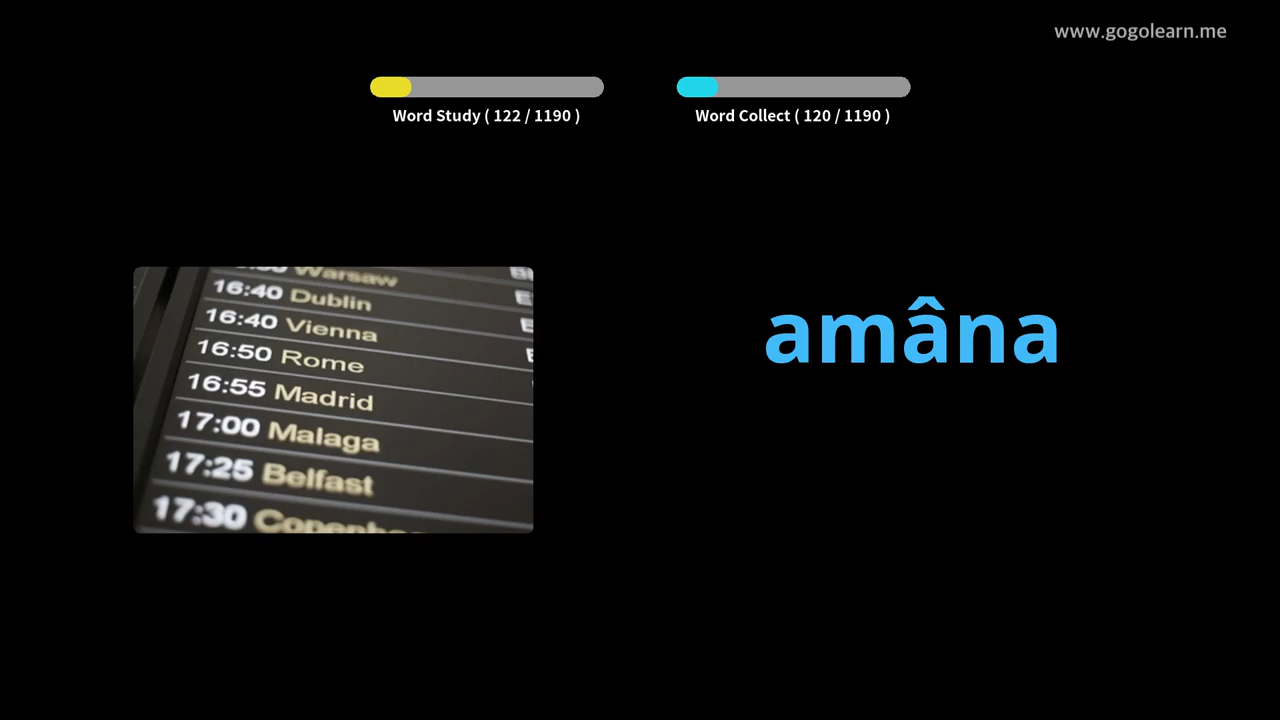 www.gogolearn.me
Word Study ( 122 / 1190 )
Word Collect ( 120 / 1190 )
Warsaw
16:40 Dublin
16:40 Vienna
16:50 Rome
16:55 Madrid
17:00 Malaga
17:25 Belfast
17:30
amâna